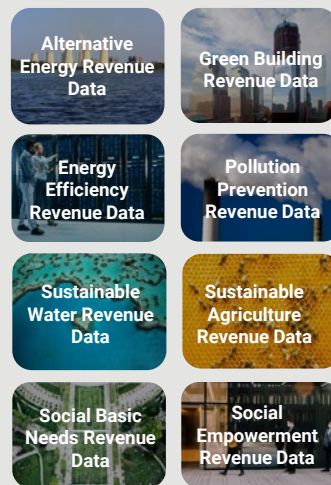 Alternative
Energy Revenue
Data
Green Building
Revenue Data
Energy
Efficiency
Revenue Data
Pollution
Prevention
Revenue Data
Sustainable
Water Revenue
Data
Sustainable
Agriculture
Revenue Data
Social Basic
Needs Revenue
Data
Social
Empowerment
Revenue Data